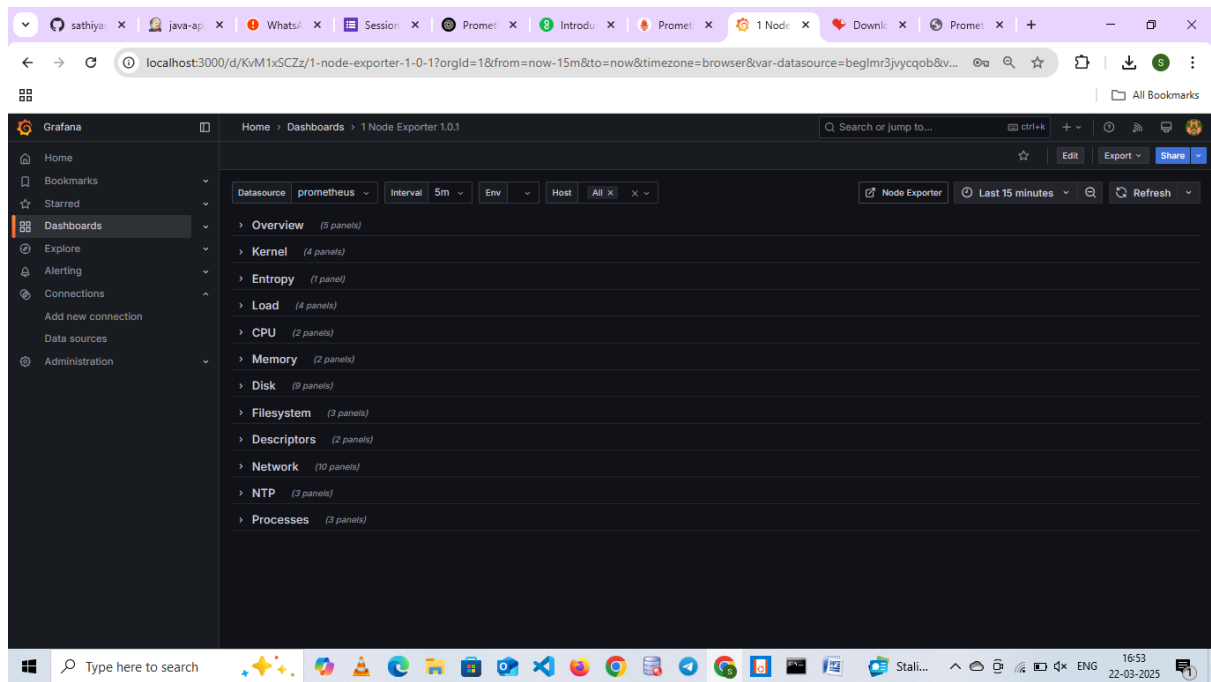 sathiya:
java-ap
WhatsA
Session
Promet
Introdu
Promet
1 Node
Downlc
Promet
localhost:3000/d/KvM1xSCZz/1-node-exporter-1-0-1?orgId=1&from=now-15m&to=now&timezone=browser&var-datasource=beglmr3jvycqob&v...
S
All Bookmarks
Grafana
Home > Dashboards > 1 Node Exporter 1.0.1
Search or jump to...
ctrl+k
Home
Edit
Export
Share
Bookmarks
Starred
Datasource prometheus
Interval 5m
Env
Host All
Node Exporter
Last 15 minutes
Refresh
Dashboards
Explore
Alerting
Connections
Add new connection
Data sources
Administration
Overview (5 panels)
Kernel (4 panels)
Entropy (1 panel)
Load (4 panels)
CPU (2 panels)
Memory (2 panels)
Disk (9 panels)
Filesystem (3 panels)
Descriptors (2 panels)
Network (10 panels)
NTP (3 panels)
Processes (3 panels)
Type here to search
Stali...
ENG
16:53
22-03-2025
1